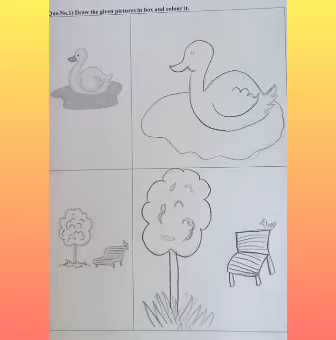 Que.No.1) Draw the given pictures in box and colour it.